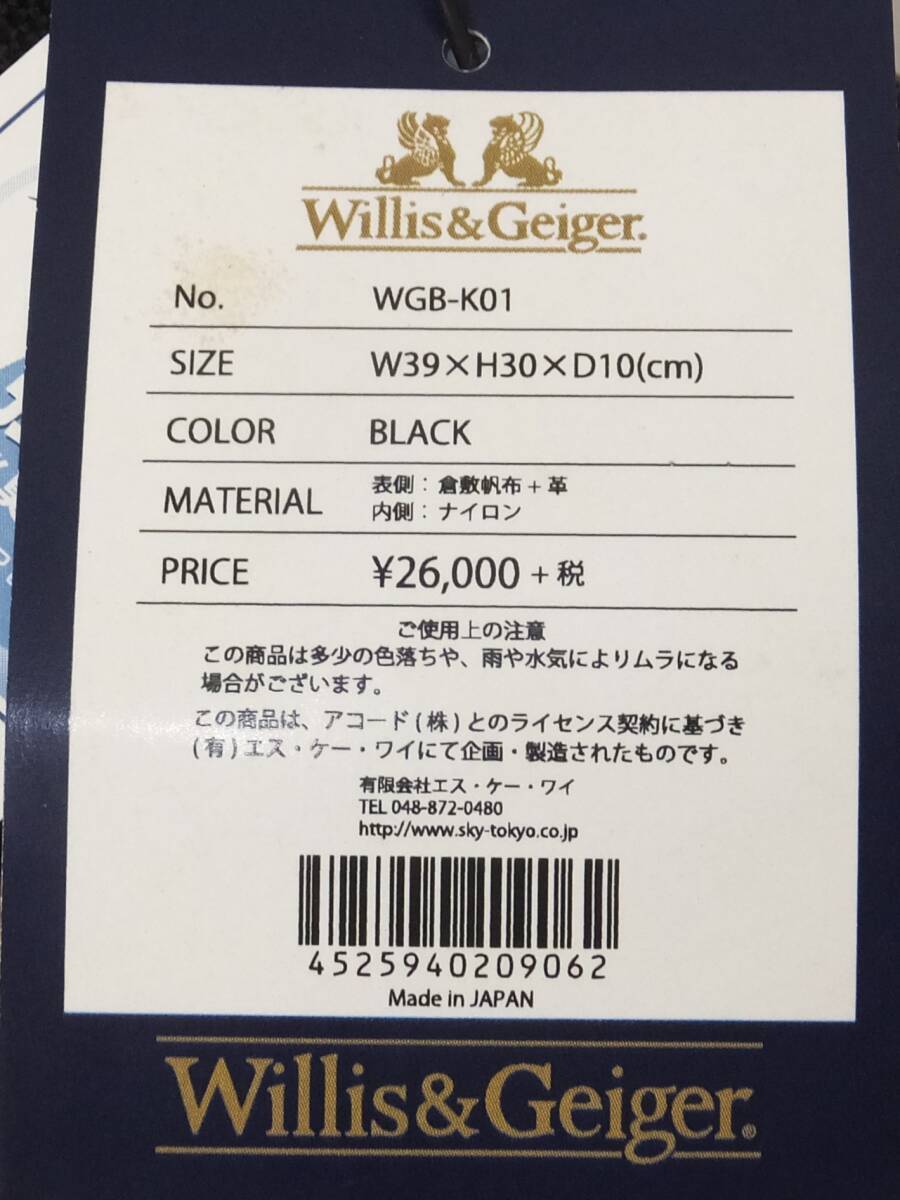 Willis&Geiger.
No. WGB-K01
SIZE W39×H30×D10(cm)
COLOR BLACK
MATERIAL 表側：倉敷帆布＋革
内側：ナイロン
PRICE ¥26,000 + 税
ご使用上の注意
この商品は多少の色落ちや、雨や水気によりムラになる
場合がございます。
この商品は、アコード(株)とのライセンス契約に基づき
(有)エス・ケー・ワイにて企画・製造されたものです。
有限会社エス・ケー・ワイ
TEL 048-872-0480
http://www.sky-tokyo.co.jp
4525940209062
Made in JAPAN
Willis&Geiger.®